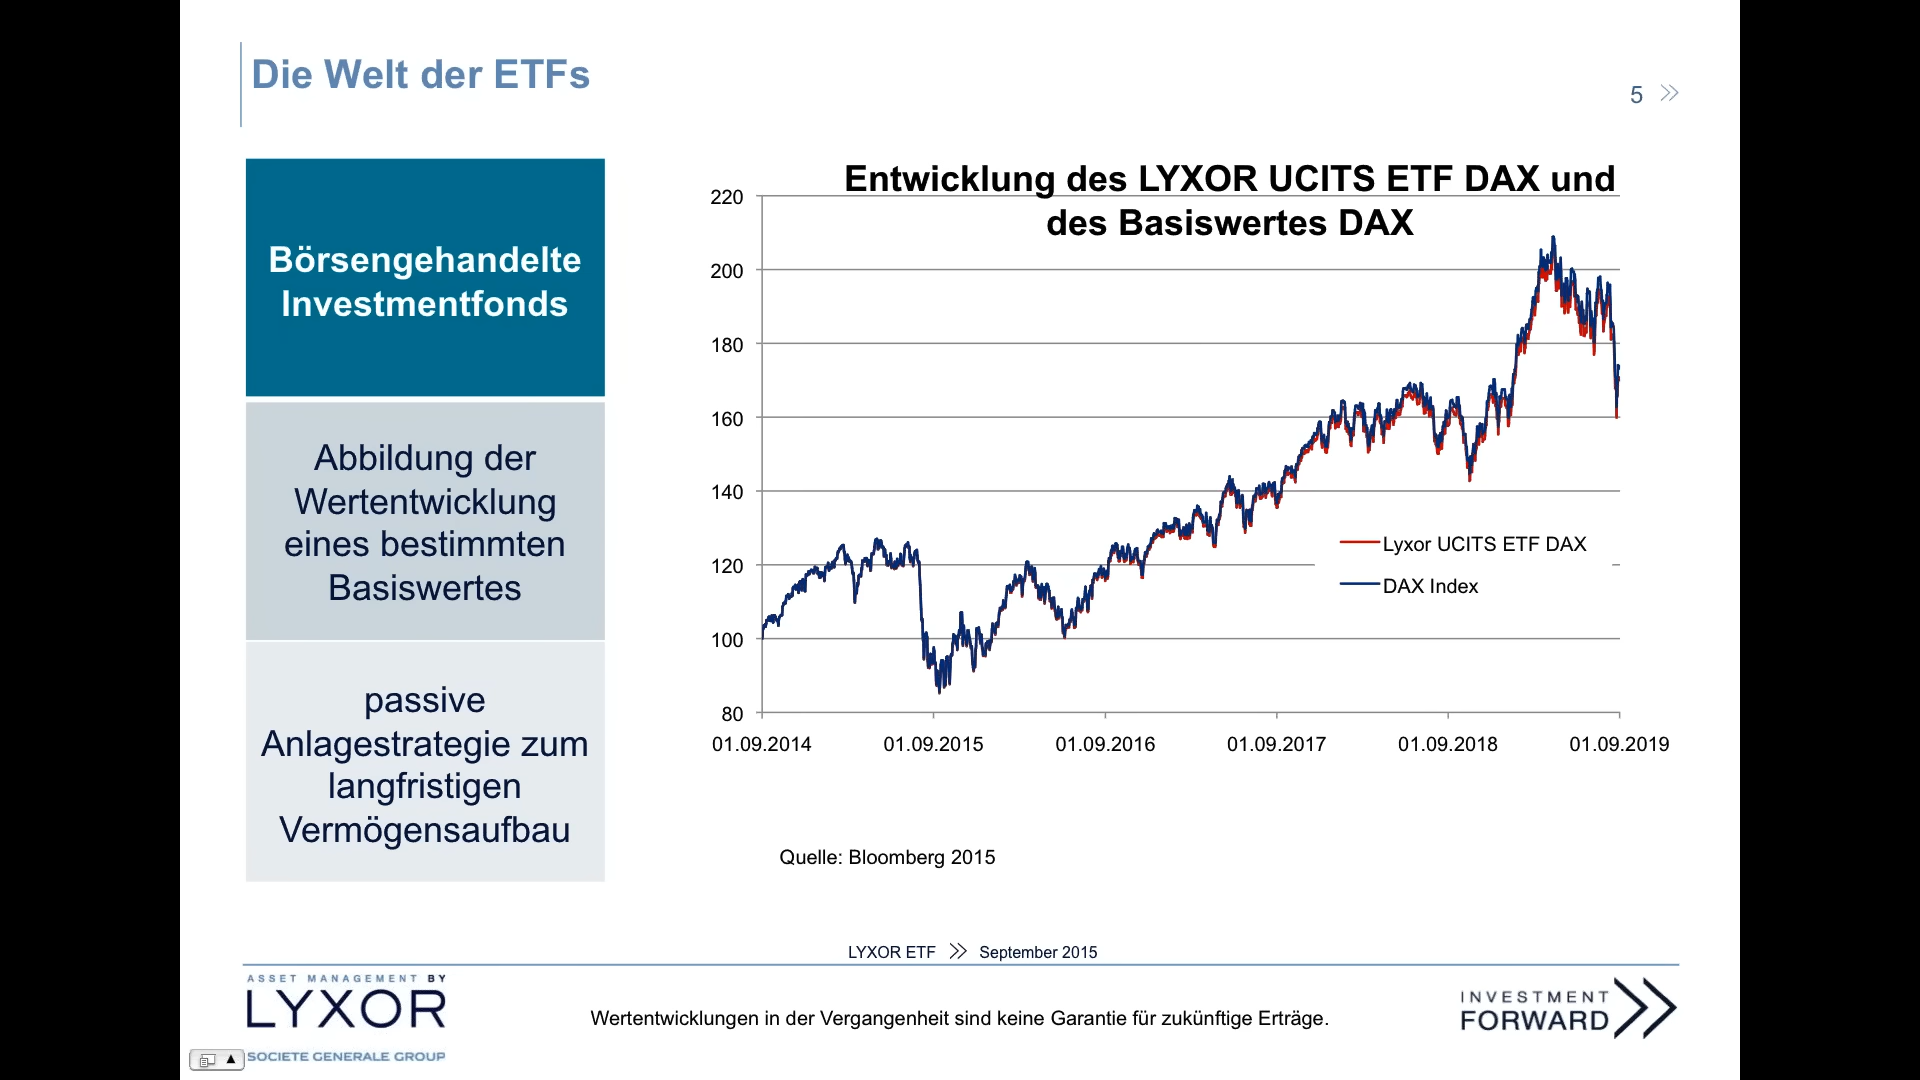 Die Welt der ETFs
5
Börsengehandelte
Investmentfonds
Abbildung der
Wertentwicklung
eines bestimmten
Basiswertes
passive
Anlagestrategie zum
langfristigen
Vermögensaufbau
Entwicklung des LYXOR UCITS ETF DAX und
des Basiswertes DAX
220
200
180
160
140
120
100
80
01.09.2014 01.09.2015 01.09.2016 01.09.2017 01.09.2018 01.09.2019
Lyxor UCITS ETF DAX
DAX Index
Quelle: Bloomberg 2015
LYXOR ETF September 2015
ASSET MANAGEMENT BY
LYXOR
SOCIETE GENERALE GROUP
Wertentwicklungen in der Vergangenheit sind keine Garantie für zukünftige Erträge.
INVESTMENT
FORWARD